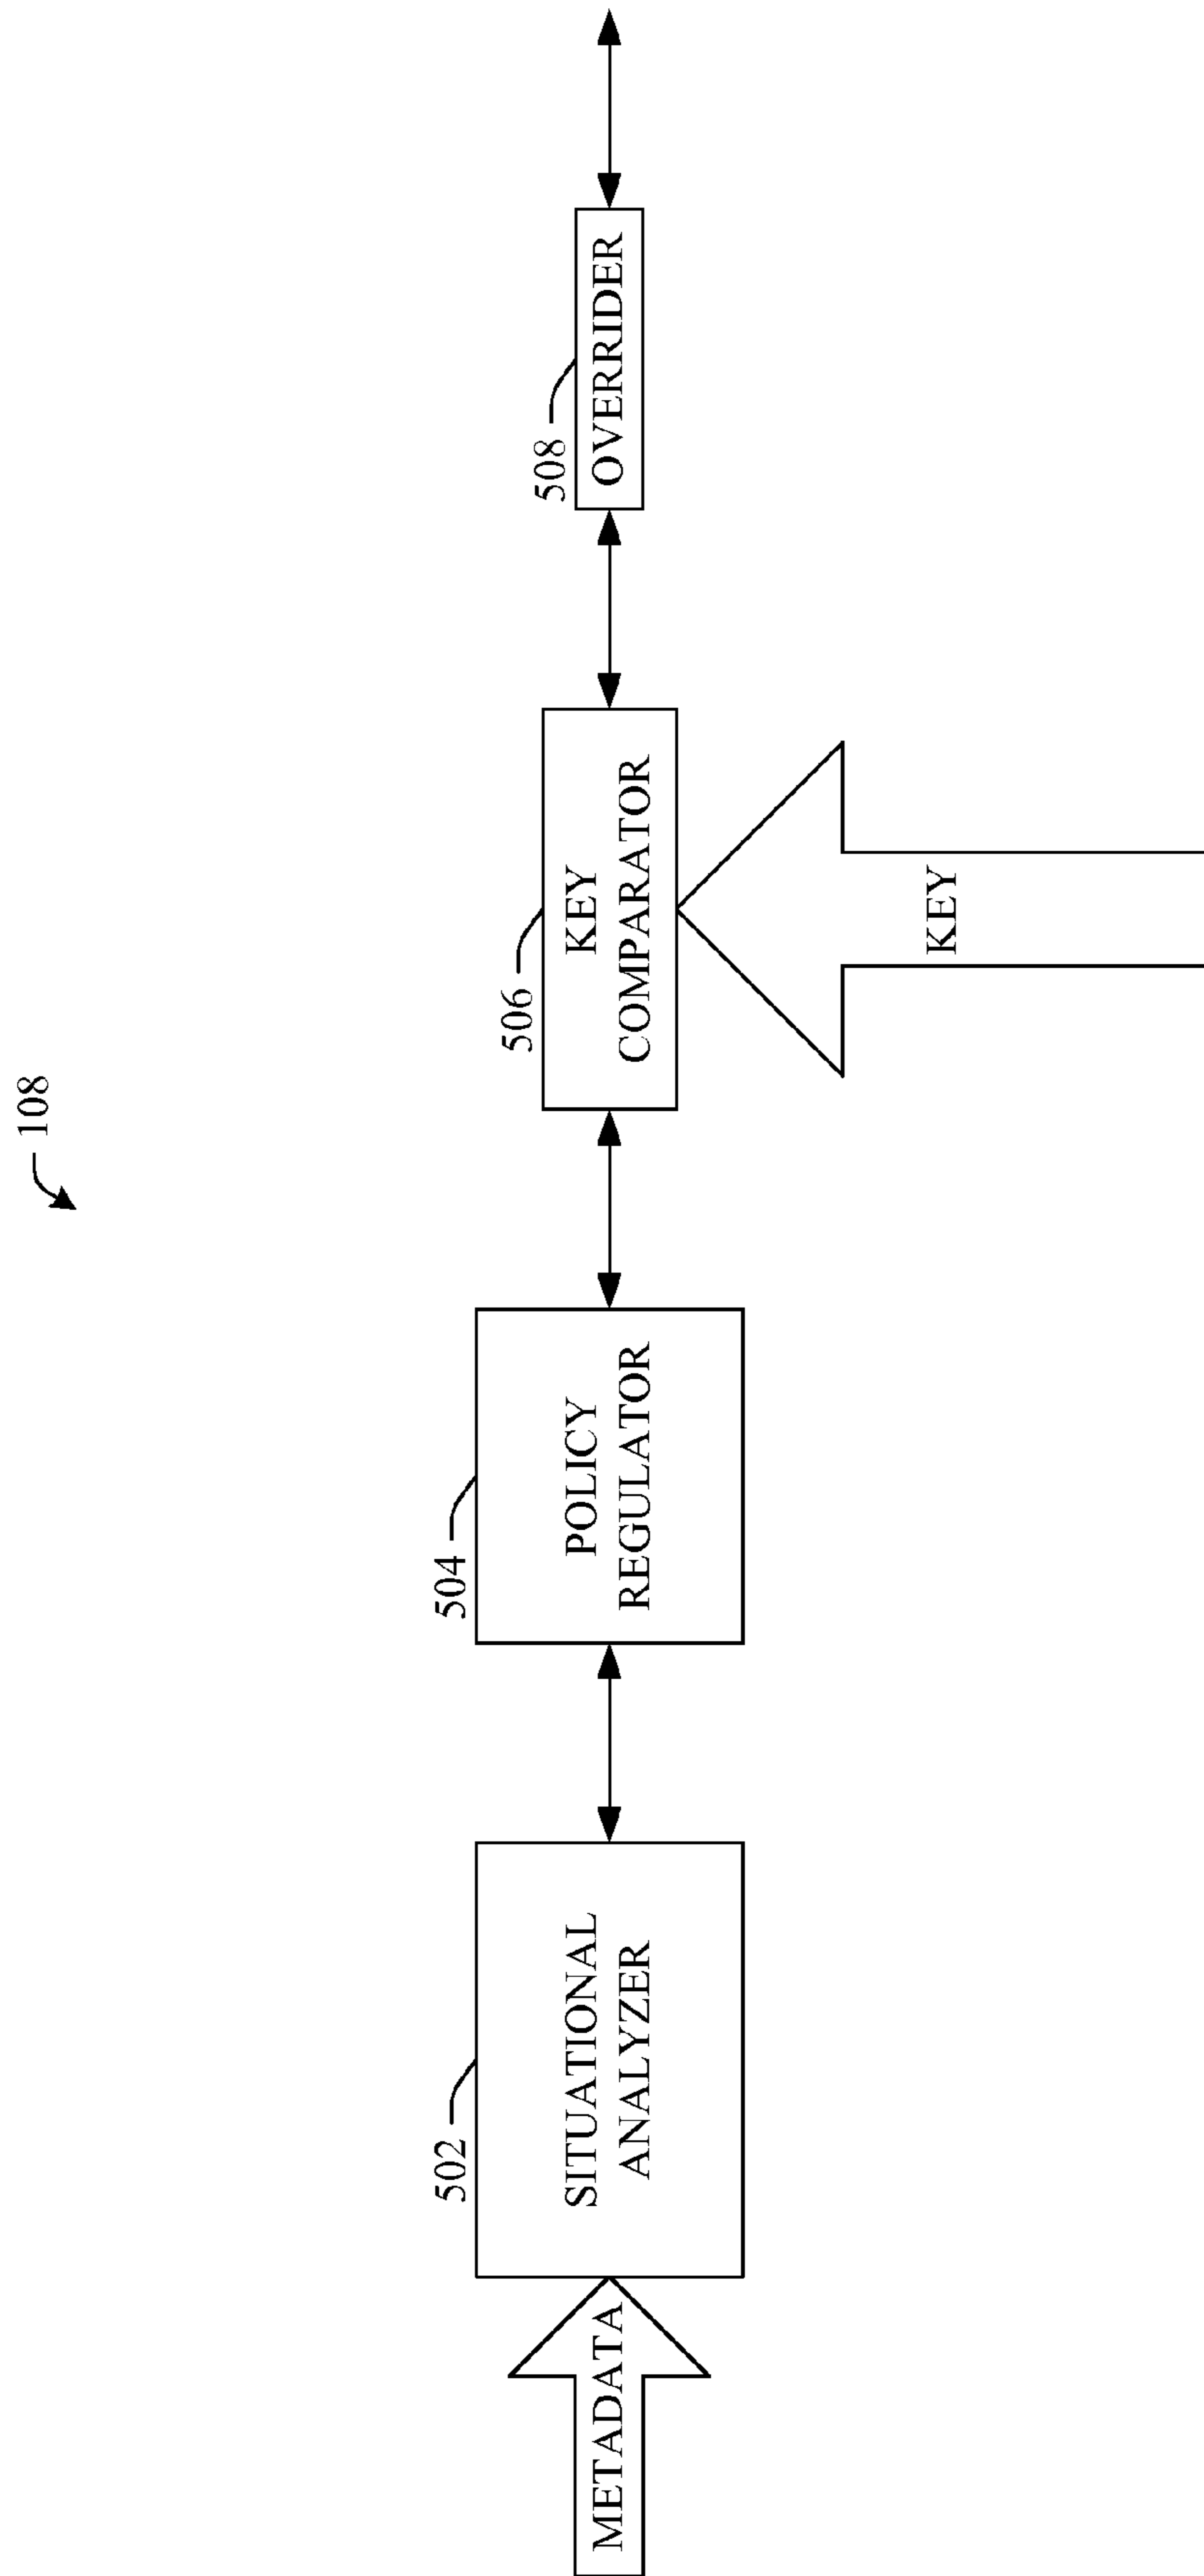 108
METADATA
502
SITUATIONAL
ANALYZER
504
POLICY
REGULATOR
506
KEY
COMPARATOR
KEY
508
OVERRIDER